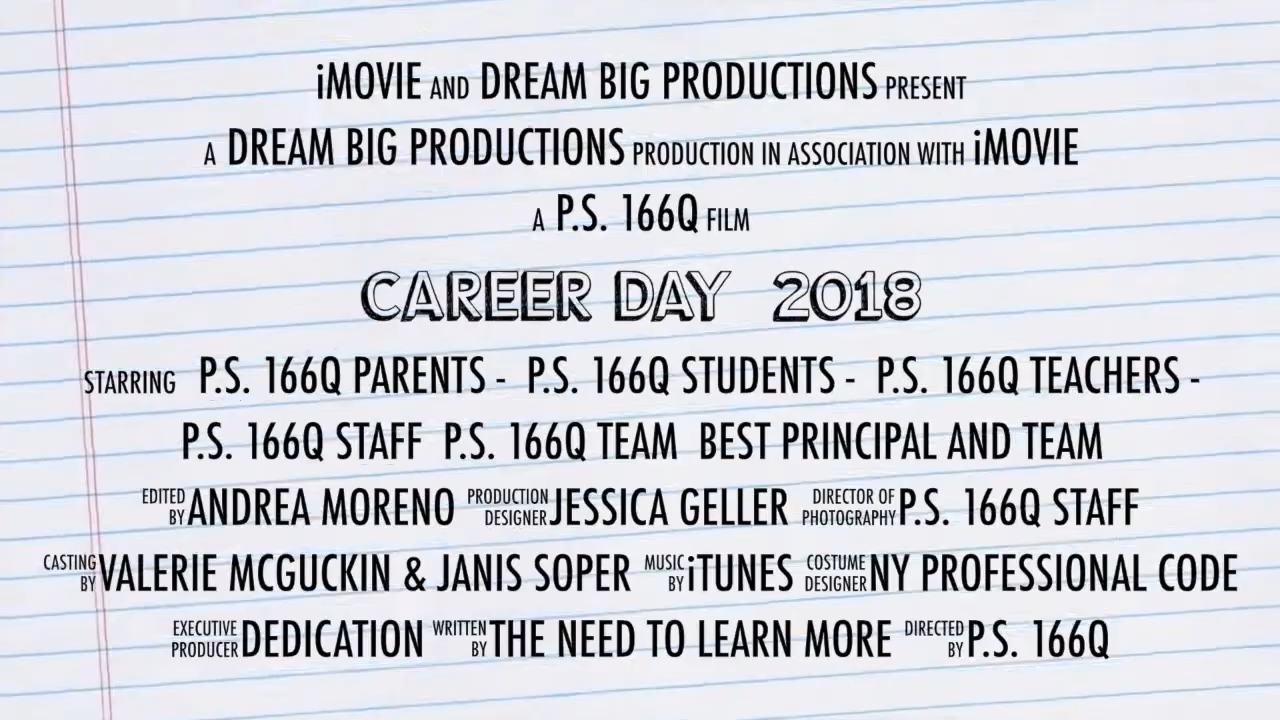 iMOVIE AND DREAM BIG PRODUCTIONS PRESENT
A DREAM BIG PRODUCTIONS PRODUCTION IN ASSOCIATION WITH iMOVIE
A P.S. 166Q FILM
CAREER DAY 2018
STARRING P.S. 166Q PARENTS - P.S. 166Q STUDENTS - P.S. 166Q TEACHERS -
P.S. 166Q STAFF P.S. 166Q TEAM BEST PRINCIPAL AND TEAM
EDITED BY ANDREA MORENO PRODUCTION DESIGNER JESSICA GELLER DIRECTOR OF PHOTOGRAPHY P.S. 166Q STAFF
CASTING BY VALERIE MCGUCKIN & JANIS SOPER MUSIC BY iTUNES COSTUME DESIGNER NY PROFESSIONAL CODE
EXECUTIVE PRODUCER DEDICATION WRITTEN BY THE NEED TO LEARN MORE DIRECTED BY P.S. 166Q